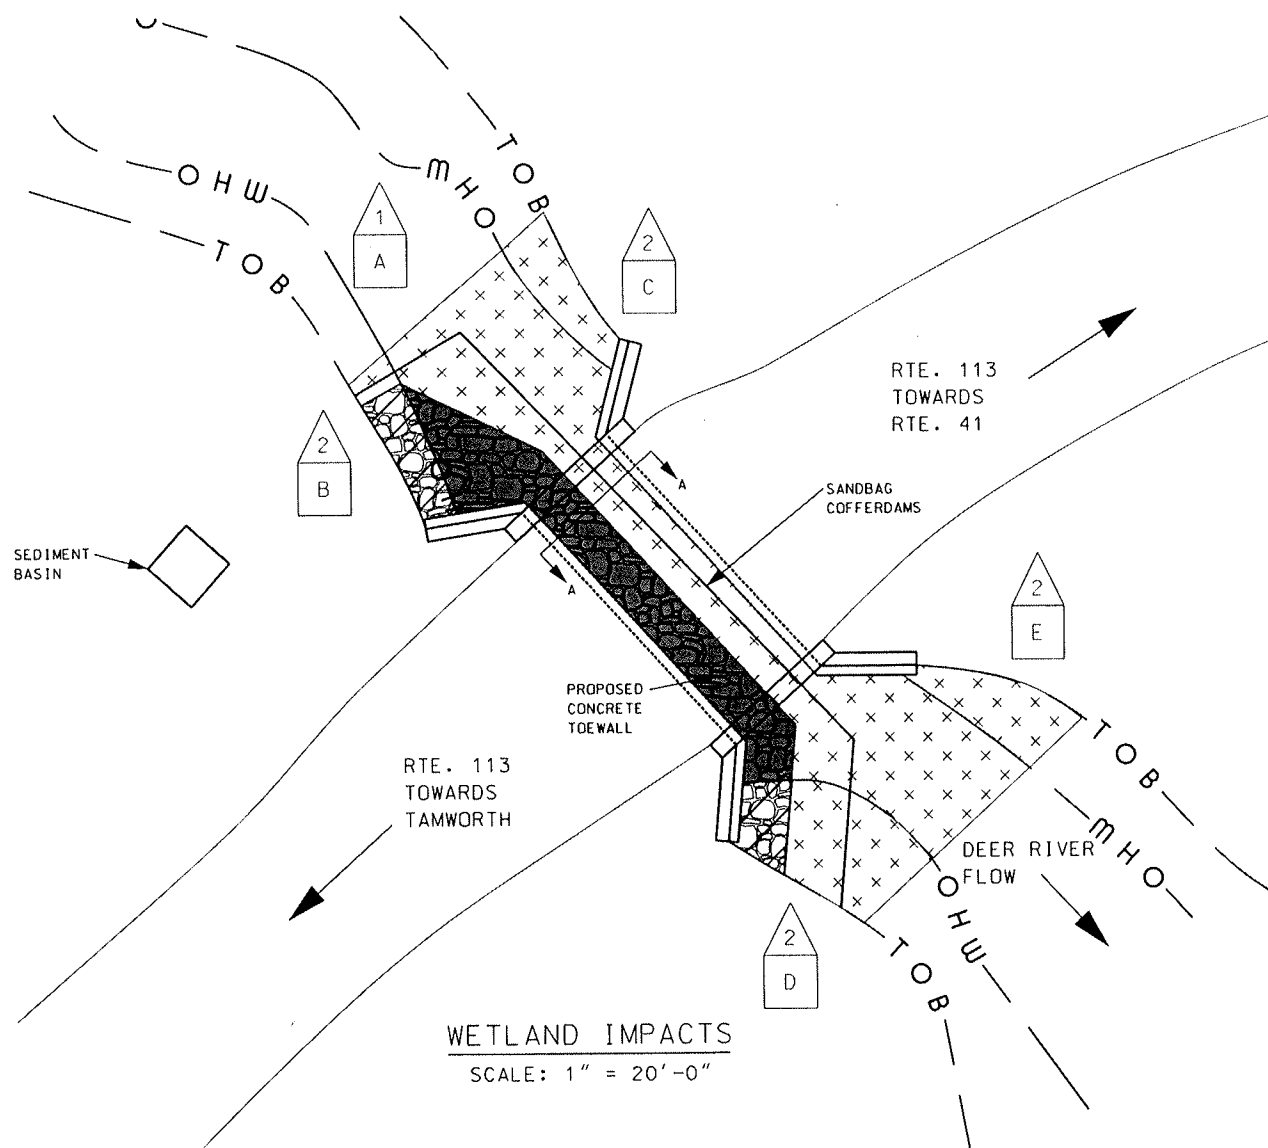 TOB
OHW
OHW
TOB
1
A
2
C
2
B
RTE. 113
TOWARDS
RTE. 41
A
SANDBAG
COFFERDAMS
SEDIMENT
BASIN
A
2
E
PROPOSED
CONCRETE
TOEWALL
RTE. 113
TOWARDS
TAMWORTH
TOB
OHW
DEER RIVER
FLOW
OHW
TOB
2
D
WETLAND IMPACTS
SCALE: 1" = 20'-0"